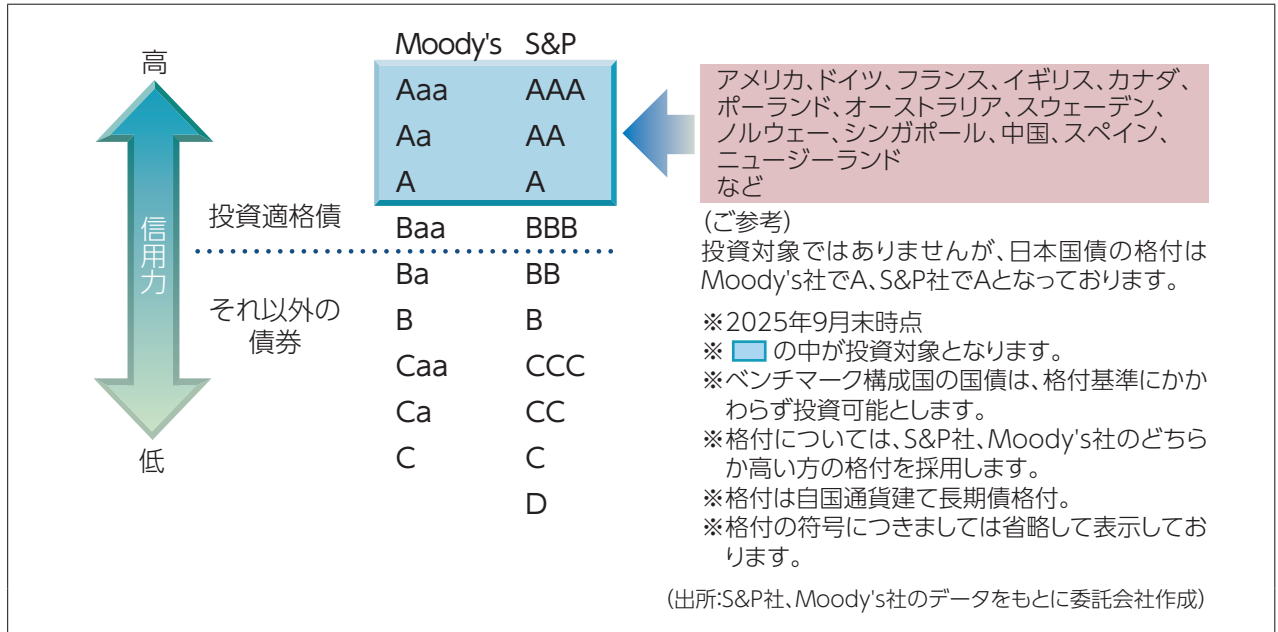 Moody's S&P
高
Aaa AAA
Aa AA
A A
投資適格債
Baa BBB
信用力
Ba BB
それ以外の
債券
B B
Caa CCC
Ca CC
低
C C
D
アメリカ、ドイツ、フランス、イギリス、カナダ、
ポーランド、オーストラリア、スウェーデン、
ノルウェー、シンガポール、中国、スペイン、
ニュージーランド
など
(ご参考)
投資対象ではありませんが、日本国債の格付は
Moody's社でA、S&P社でAとなっております。
※2025年9月末時点
※ の中が投資対象となります。
※ベンチマーク構成国の国債は、格付基準にかか
わらず投資可能とします。
※格付については、S&P社、Moody's社のどちら
か高い方の格付を採用します。
※格付は自国通貨建て長期債格付。
※格付の符号につきましては省略して表示してお
ります。
(出所:S&P社、Moody's社のデータをもとに委託会社作成)